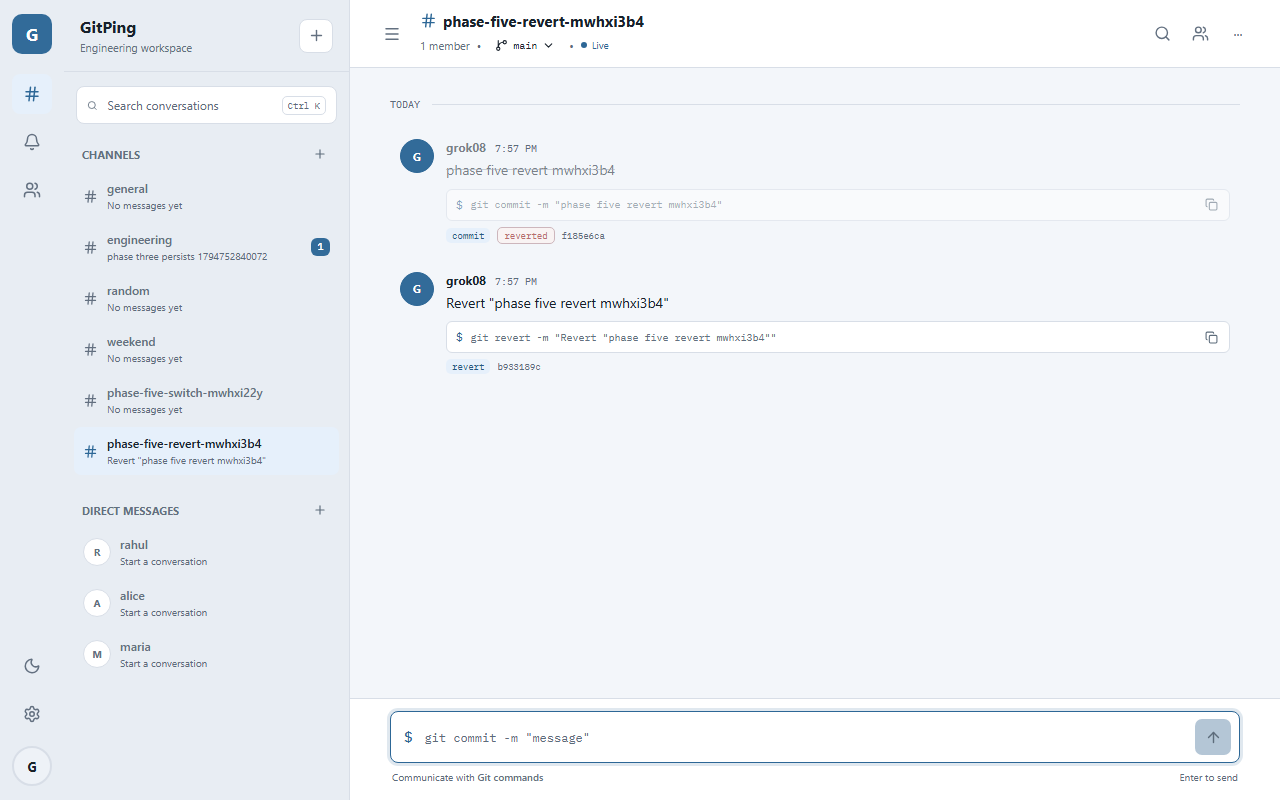 G
GitPing
Engineering workspace
Search conversations
Ctrl K
CHANNELS
general
No messages yet
engineering
phase three persists 1794752840072
1
random
No messages yet
weekend
No messages yet
phase-five-switch-mwhxi22y
No messages yet
phase-five-revert-mwhxi3b4
Revert "phase five revert mwhxi3b4"
DIRECT MESSAGES
R
rahul
Start a conversation
A
alice
Start a conversation
M
maria
Start a conversation
G
# phase-five-revert-mwhxi3b4
1 member • main • Live
TODAY
G
grok08 7:57 PM
phase five revert mwhxi3b4
$ git commit -m "phase five revert mwhxi3b4"
commit reverted f185e6ca
G
grok08 7:57 PM
Revert "phase five revert mwhxi3b4"
$ git revert -m "Revert "phase five revert mwhxi3b4""
revert b933189c
$ git commit -m "message"
Communicate with Git commands
Enter to send